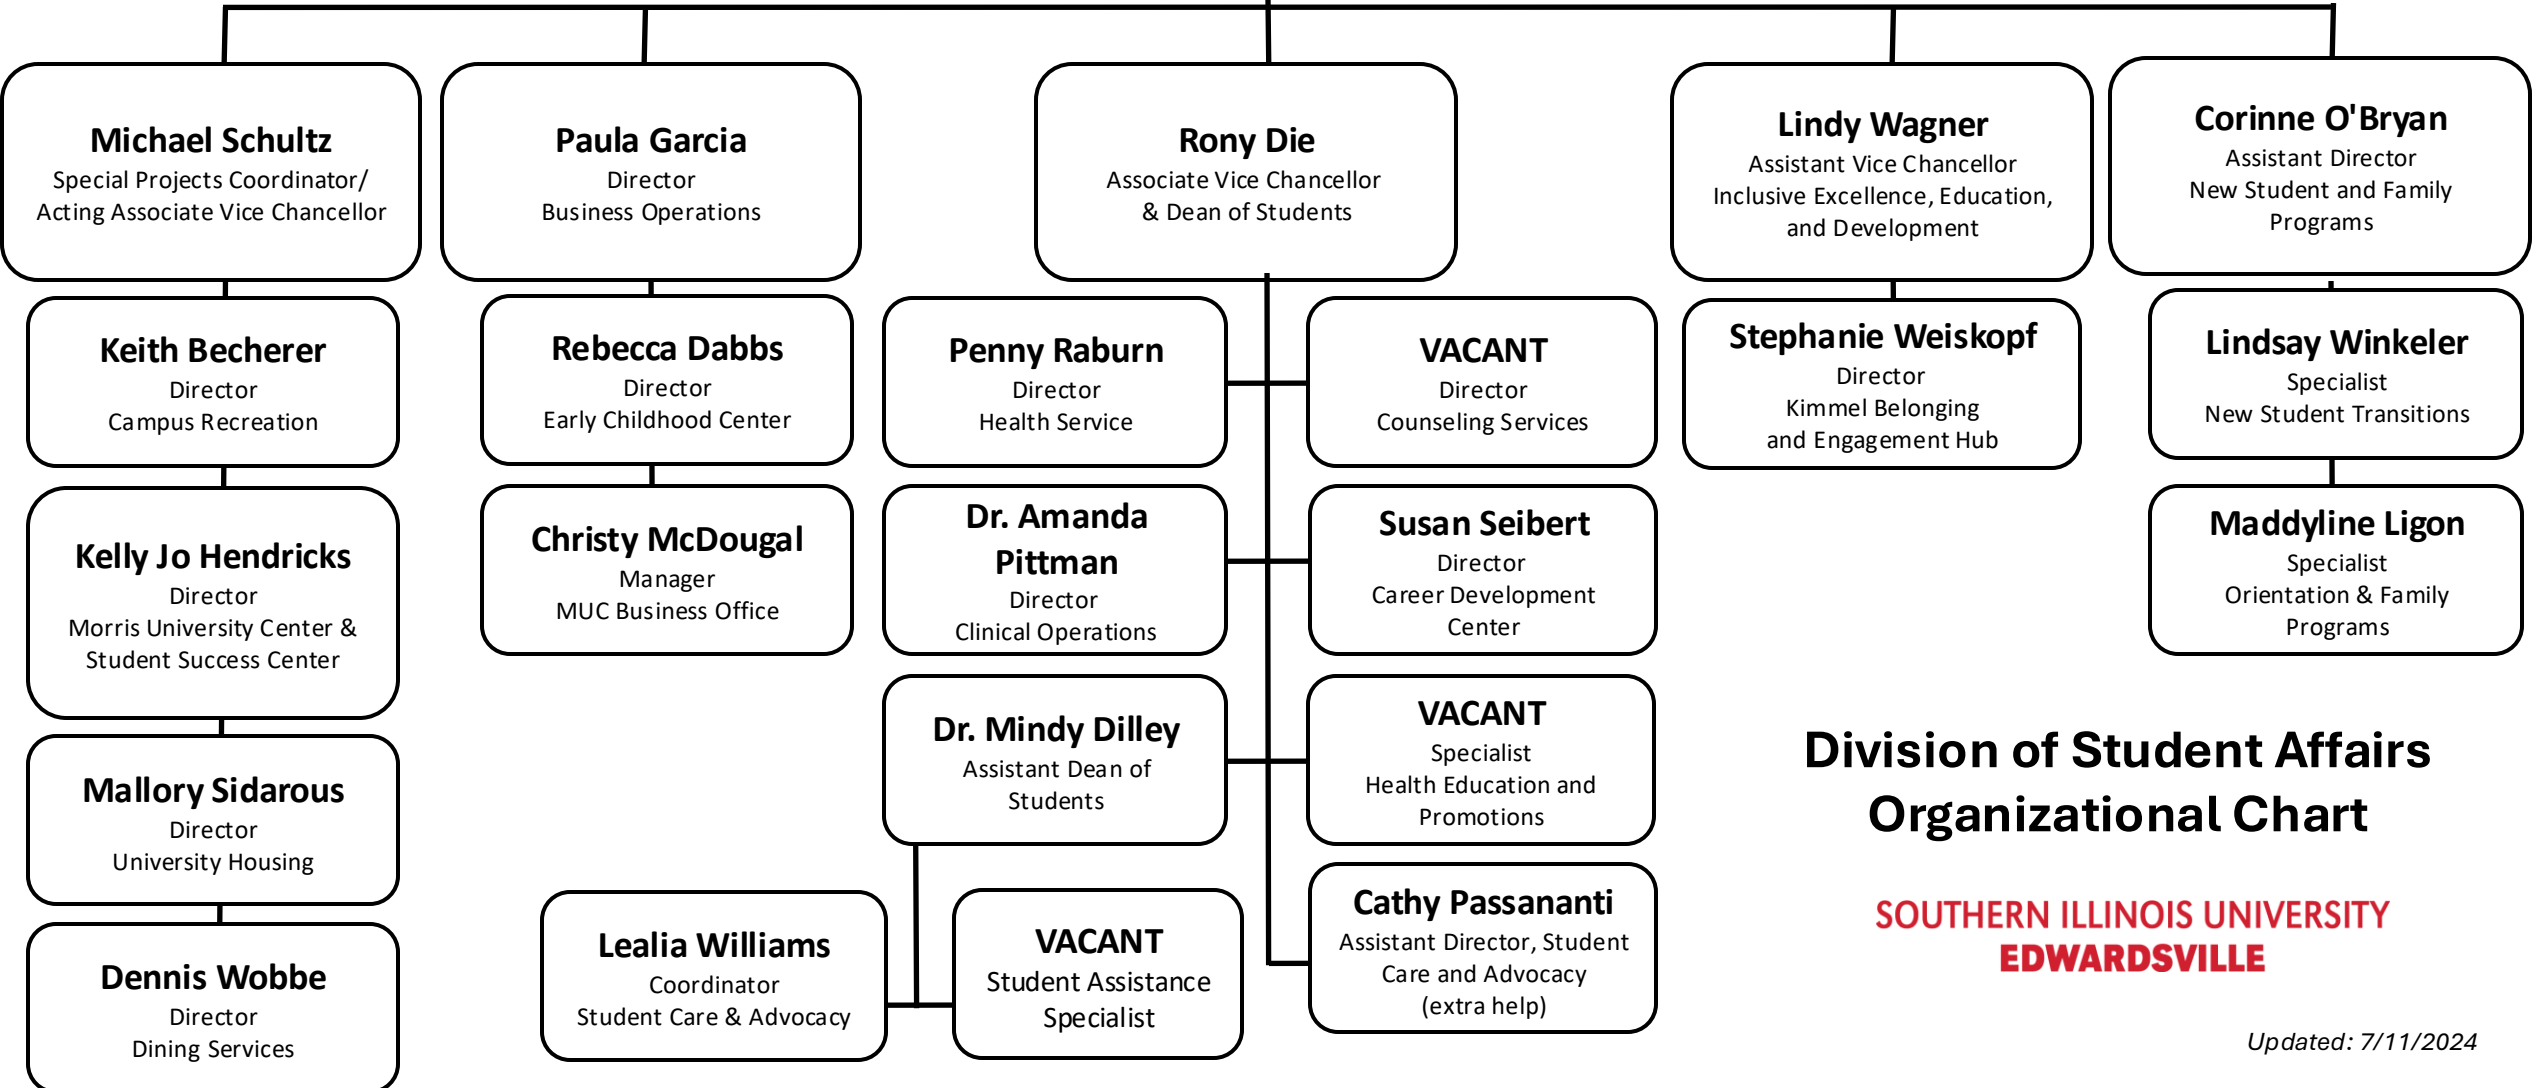 Michael Schultz
Special Projects Coordinator/
Acting Associate Vice Chancellor
Paula Garcia
Director
Business Operations
Rony Die
Associate Vice Chancellor
& Dean of Students
Lindy Wagner
Assistant Vice Chancellor
Inclusive Excellence, Education,
and Development
Corinne O'Bryan
Assistant Director
New Student and Family
Programs
Keith Becherer
Director
Campus Recreation
Rebecca Dabbs
Director
Early Childhood Center
Penny Raburn
Director
Health Service
VACANT
Director
Counseling Services
Stephanie Weiskopf
Director
Kimmel Belonging
and Engagement Hub
Lindsay Winkeler
Specialist
New Student Transitions
Kelly Jo Hendricks
Director
Morris University Center &
Student Success Center
Christy McDougal
Manager
MUC Business Office
Dr. Amanda
Pittman
Director
Clinical Operations
Susan Seibert
Director
Career Development
Center
Maddyline Ligon
Specialist
Orientation & Family
Programs
Mallory Sidarous
Director
University Housing
Dr. Mindy Dilley
Assistant Dean of
Students
VACANT
Specialist
Health Education and
Promotions
Dennis Wobbe
Director
Dining Services
Lealia Williams
Coordinator
Student Care & Advocacy
VACANT
Student Assistance
Specialist
Cathy Passananti
Assistant Director, Student
Care and Advocacy
(extra help)
Division of Student Affairs
Organizational Chart
SOUTHERN ILLINOIS UNIVERSITY
EDWARDSVILLE
Updated: 7/11/2024